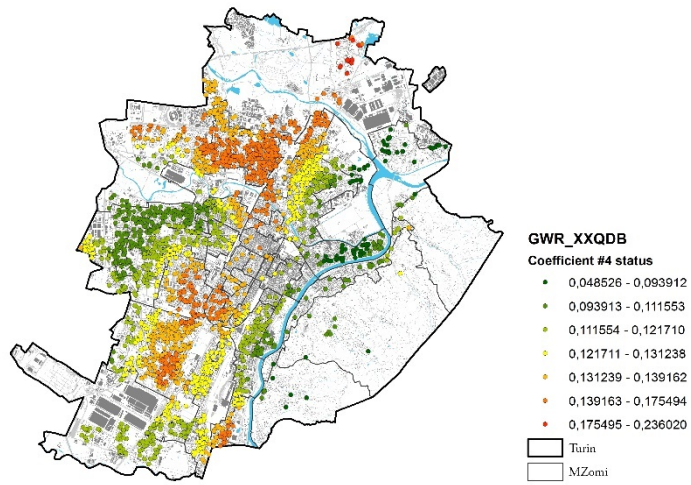 GWR_XXQDB
Coefficient #4 status
0,048526 - 0,093912
0,093913 - 0,111553
0,111554 - 0,121710
0,121711 - 0,131238
0,131239 - 0,139162
0,139163 - 0,175494
0,175495 - 0,236020
Turin
MZomi